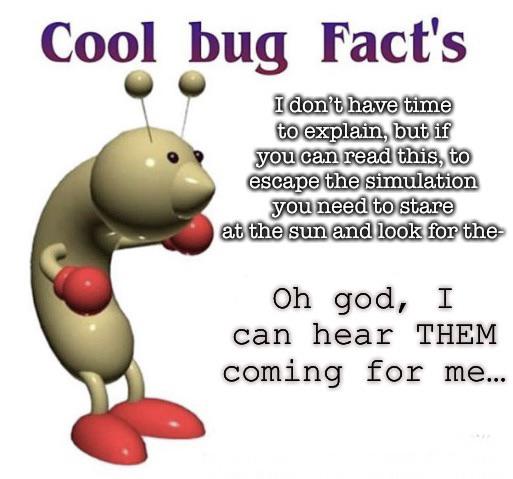 Cool bug Fact's
I don't have time
to explain, but if
you can read this, to
escape the simulation
you need to stare
at the sun and look for the-
Oh god, I
can hear THEM
coming for me…